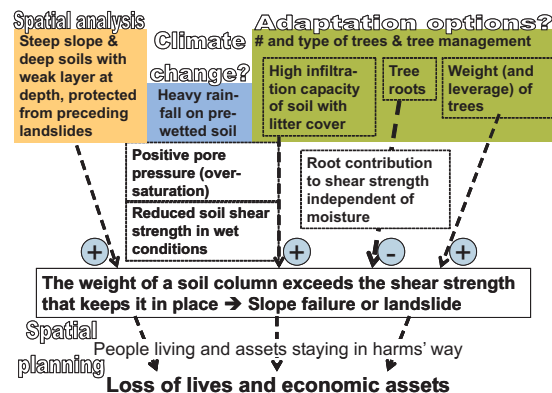 Spatial analysis
Steep slope &
deep soils with
weak layer at
depth, protected
from preceding
landslides
Climate
change?
Heavy rain-
fall on pre-
wetted soil
Adaptation options?
# and type of trees & tree management
High infiltra-
tion capacity
of soil with
litter cover
Tree
roots
Weight (and
leverage) of
trees
Positive pore
pressure (over-
saturation)
Reduced soil shear
strength in wet
conditions
Root contribution
to shear strength
independent of
moisture
+
+
-
+
The weight of a soil column exceeds the shear strength
that keeps it in place ➔ Slope failure or landslide
Spatial
planning
People living and assets staying in harms' way
Loss of lives and economic assets